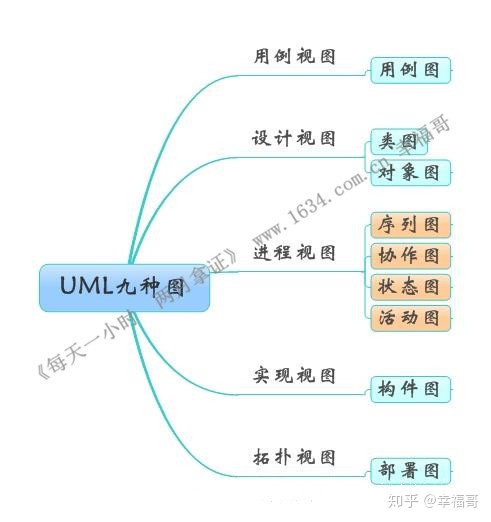 用例视图
用例图
设计视图
类图
对象图
进程视图
序列图
协作图
状态图
活动图
UML九种图
实现视图
构件图
拓扑视图
部署图
《每天一小时 两月拿证》 www.1634.com.cn 幸福哥
知乎 @幸福哥